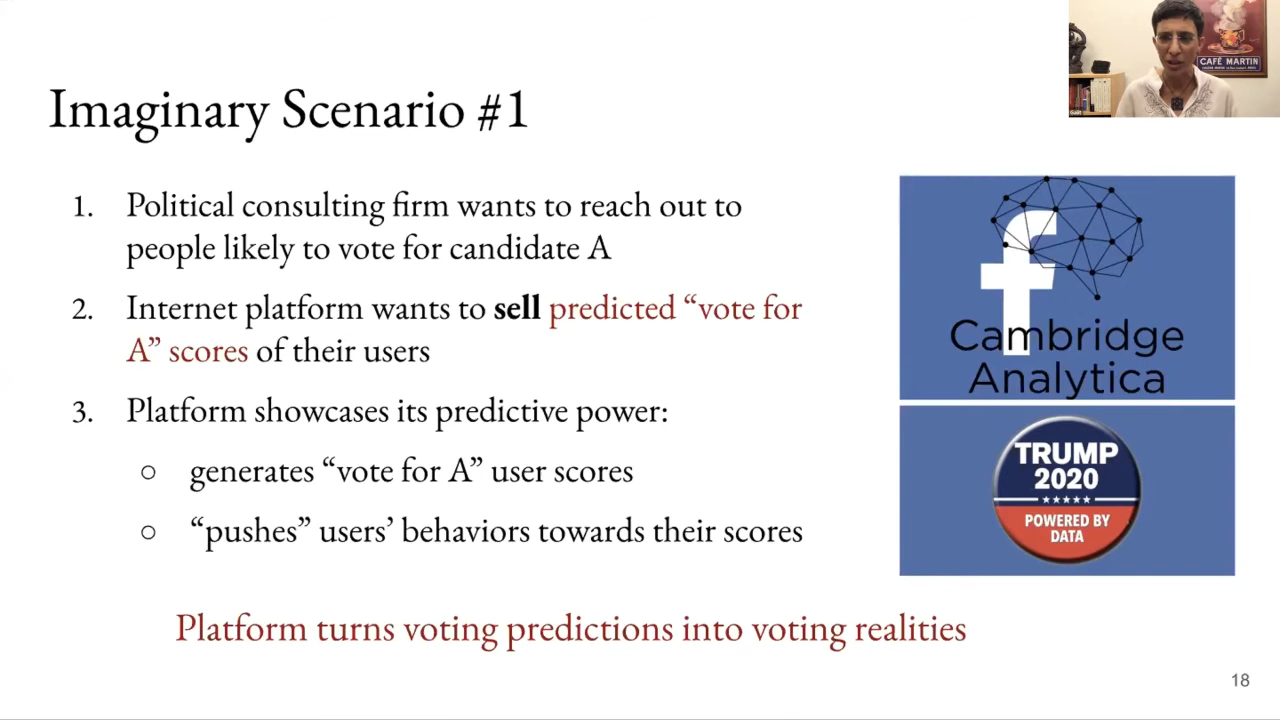 Imaginary Scenario #1
1. Political consulting firm wants to reach out to
people likely to vote for candidate A
2. Internet platform wants to sell predicted “vote for
A” scores of their users
3. Platform showcases its predictive power:
○ generates “vote for A” user scores
○ “pushes” users’ behaviors towards their scores
Platform turns voting predictions into voting realities
CAFÉ MARTIN
Galit
f
Cambridge
Analytica
TRUMP
2020
POWERED BY
DATA
18